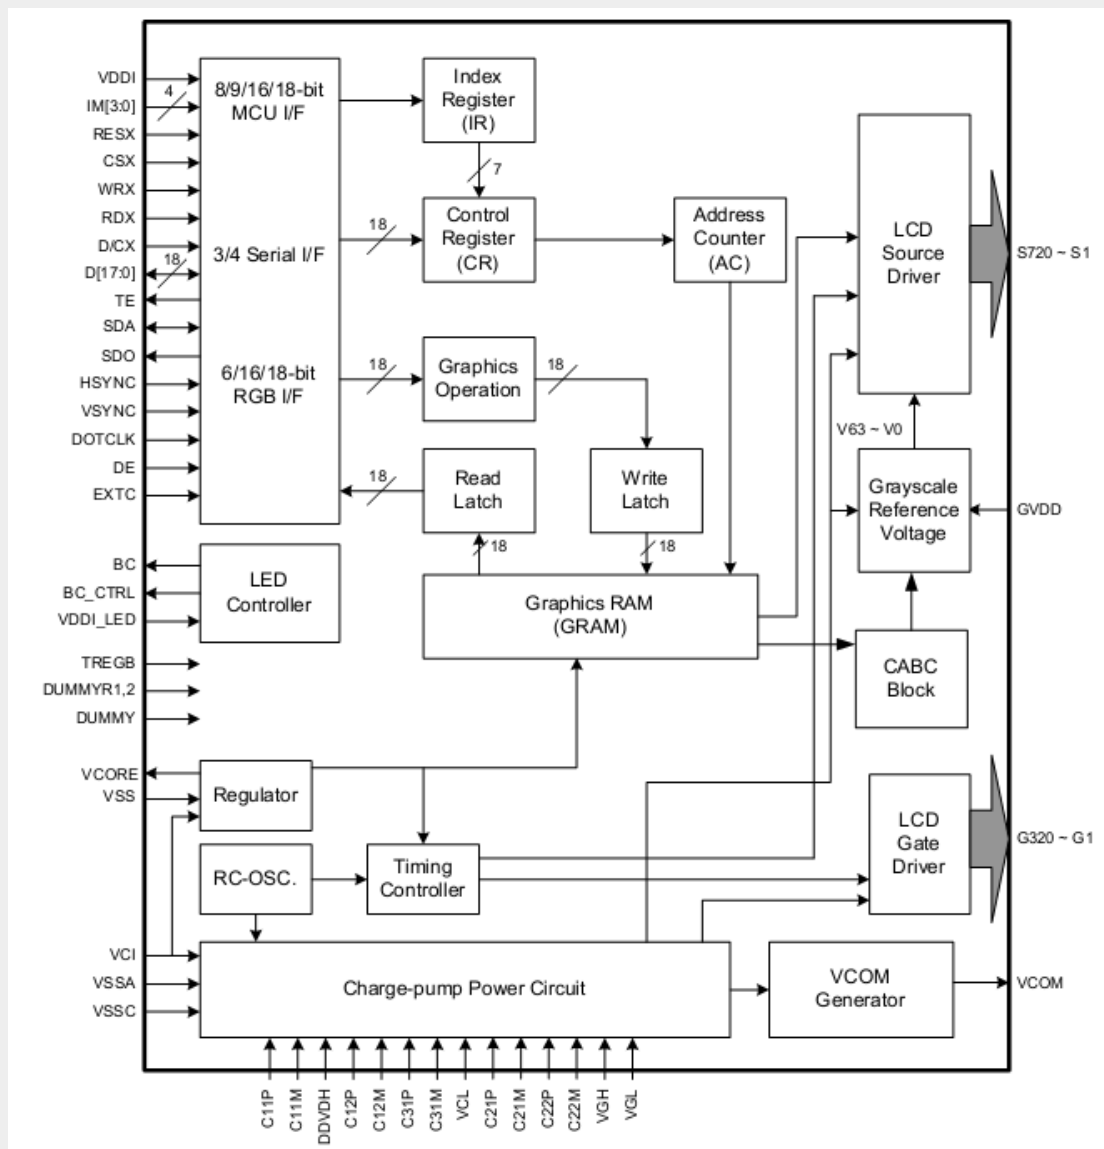 VDDI
IM[3:0]
4
RESX
CSX
WRX
RDX
D/CX
D[17:0]
18
TE
SDA
SDO
HSYNC
VSYNC
DOTCLK
DE
EXTC
8/9/16/18-bit
MCU I/F
3/4 Serial I/F
6/16/18-bit
RGB I/F
Index
Register
(IR)
7
18
Control
Register
(CR)
Address
Counter
(AC)
18
Graphics
Operation
18
18
Read
Latch
Write
Latch
18
18
Graphics RAM
(GRAM)
LCD
Source
Driver
S720 ~ S1
V63 ~ V0
Grayscale
Reference
Voltage
GVDD
CABC
Block
BC
BC_CTRL
VDDI_LED
LED
Controller
TREGB
DUMMYR1,2
DUMMY
VCORE
VSS
Regulator
RC-OSC.
Timing
Controller
LCD
Gate
Driver
G320 ~ G1
VCI
VSSA
VSSC
Charge-pump Power Circuit
VCOM
Generator
VCOM
C11P
C11M
DDVDH
C12P
C12M
C31P
C31M
VCL
C21P
C21M
C22P
C22M
VGH
VGL